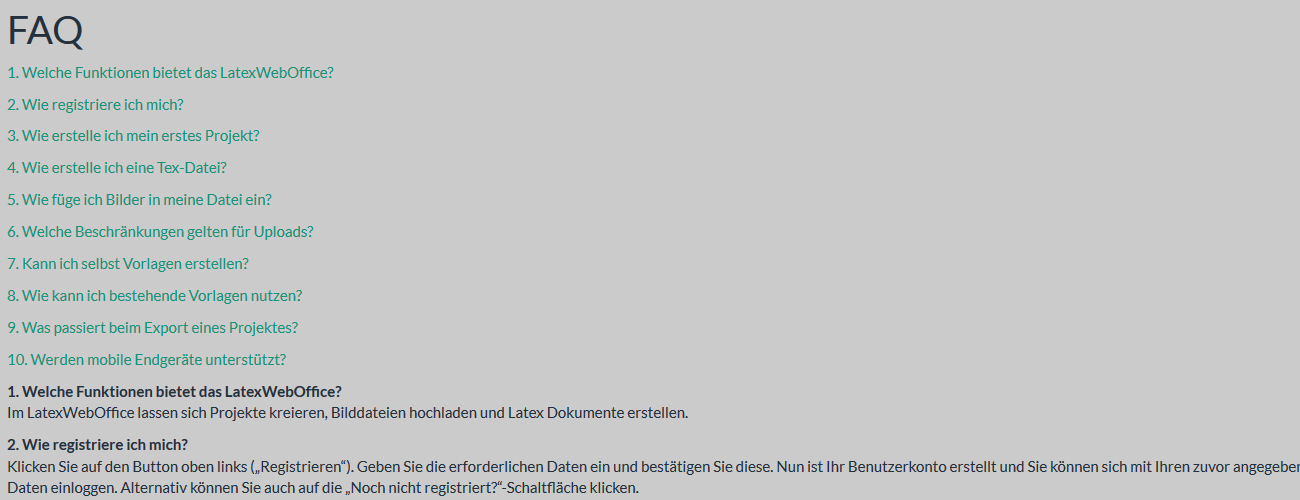 FAQ
1. Welche Funktionen bietet das LatexWebOffice?
2. Wie registriere ich mich?
3. Wie erstelle ich mein erstes Projekt?
4. Wie erstelle ich eine Tex-Datei?
5. Wie füge ich Bilder in meine Datei ein?
6. Welche Beschränkungen gelten für Uploads?
7. Kann ich selbst Vorlagen erstellen?
8. Wie kann ich bestehende Vorlagen nutzen?
9. Was passiert beim Export eines Projektes?
10. Werden mobile Endgeräte unterstützt?
1. Welche Funktionen bietet das LatexWebOffice?
Im LatexWebOffice lassen sich Projekte kreieren, Bilddateien hochladen und Latex Dokumente erstellen.
2. Wie registriere ich mich?
Klicken Sie auf den Button oben links („Registrieren“). Geben Sie die erforderlichen Daten ein und bestätigen Sie diese. Nun ist Ihr Benutzerkonto erstellt und Sie können sich mit Ihren zuvor
Daten einloggen. Alternativ können Sie auch auf die „Noch nicht registriert?“-Schaltfläche klicken.